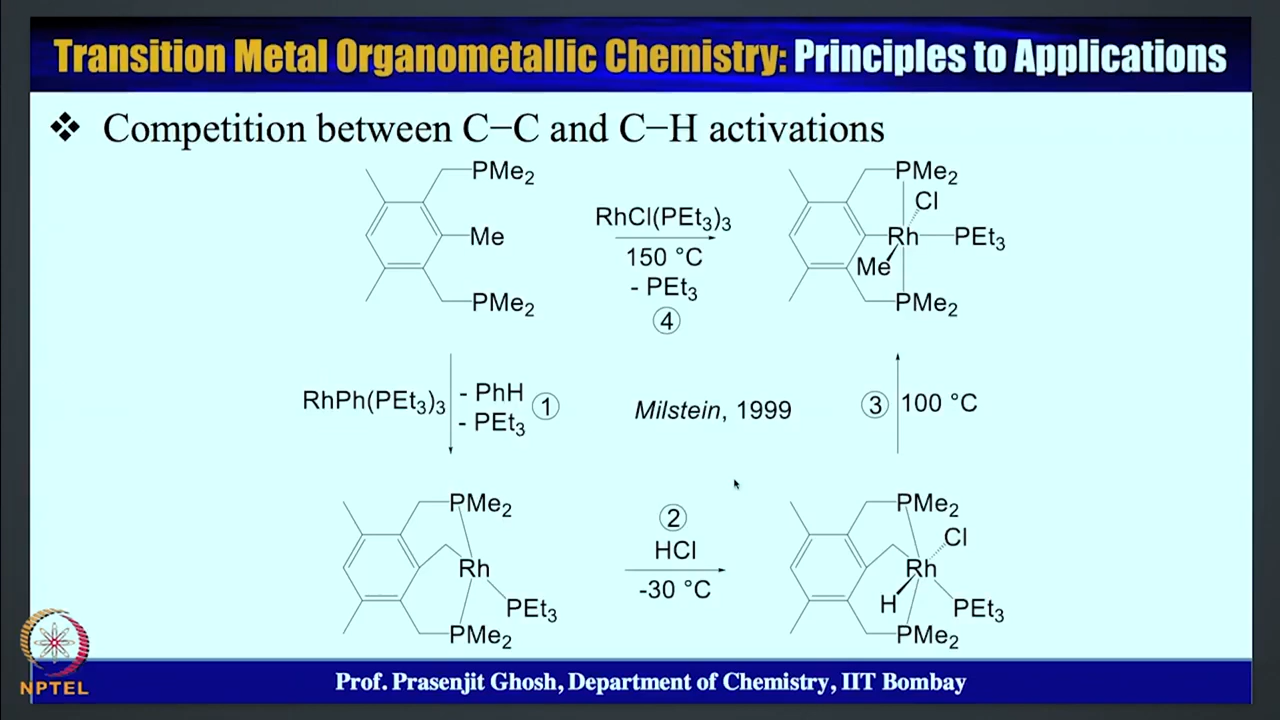 Transition Metal Organometallic Chemistry: Principles to Applications
❖ Competition between C−C and C−H activations
PMe₂
Me
PMe₂
RhCl(PEt₃)₃
150 °C
- PEt₃
④
PMe₂
Cl
Rh
PEt₃
Me
PMe₂
RhPh(PEt₃)₃
- PhH
- PEt₃
①
Milstein, 1999
③
100 °C
PMe₂
Rh
PEt₃
PMe₂
②
HCl
-30 °C
PMe₂
Cl
Rh
H
PEt₃
PMe₂
NPTEL
Prof. Prasenjit Ghosh, Department of Chemistry, IIT Bombay